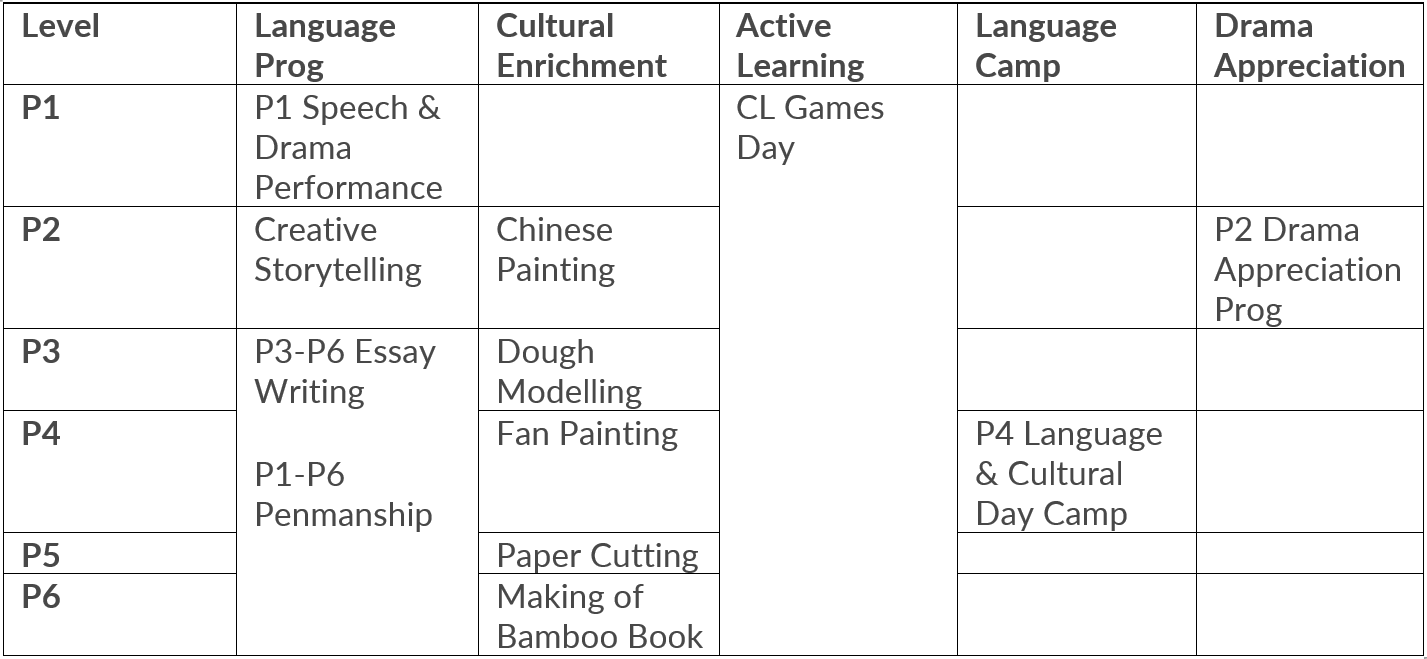 Level
Language
Prog
Cultural
Enrichment
Active
Learning
Language
Camp
Drama
Appreciation
P1
P1 Speech &
Drama
Performance
CL Games
Day
P2
Creative
Storytelling
Chinese
Painting
P2 Drama
Appreciation
Prog
P3
P3-P6 Essay
Writing
Dough
Modelling
P4
P1-P6
Penmanship
Fan Painting
P4 Language
& Cultural
Day Camp
P5
Paper Cutting
P6
Making of
Bamboo Book